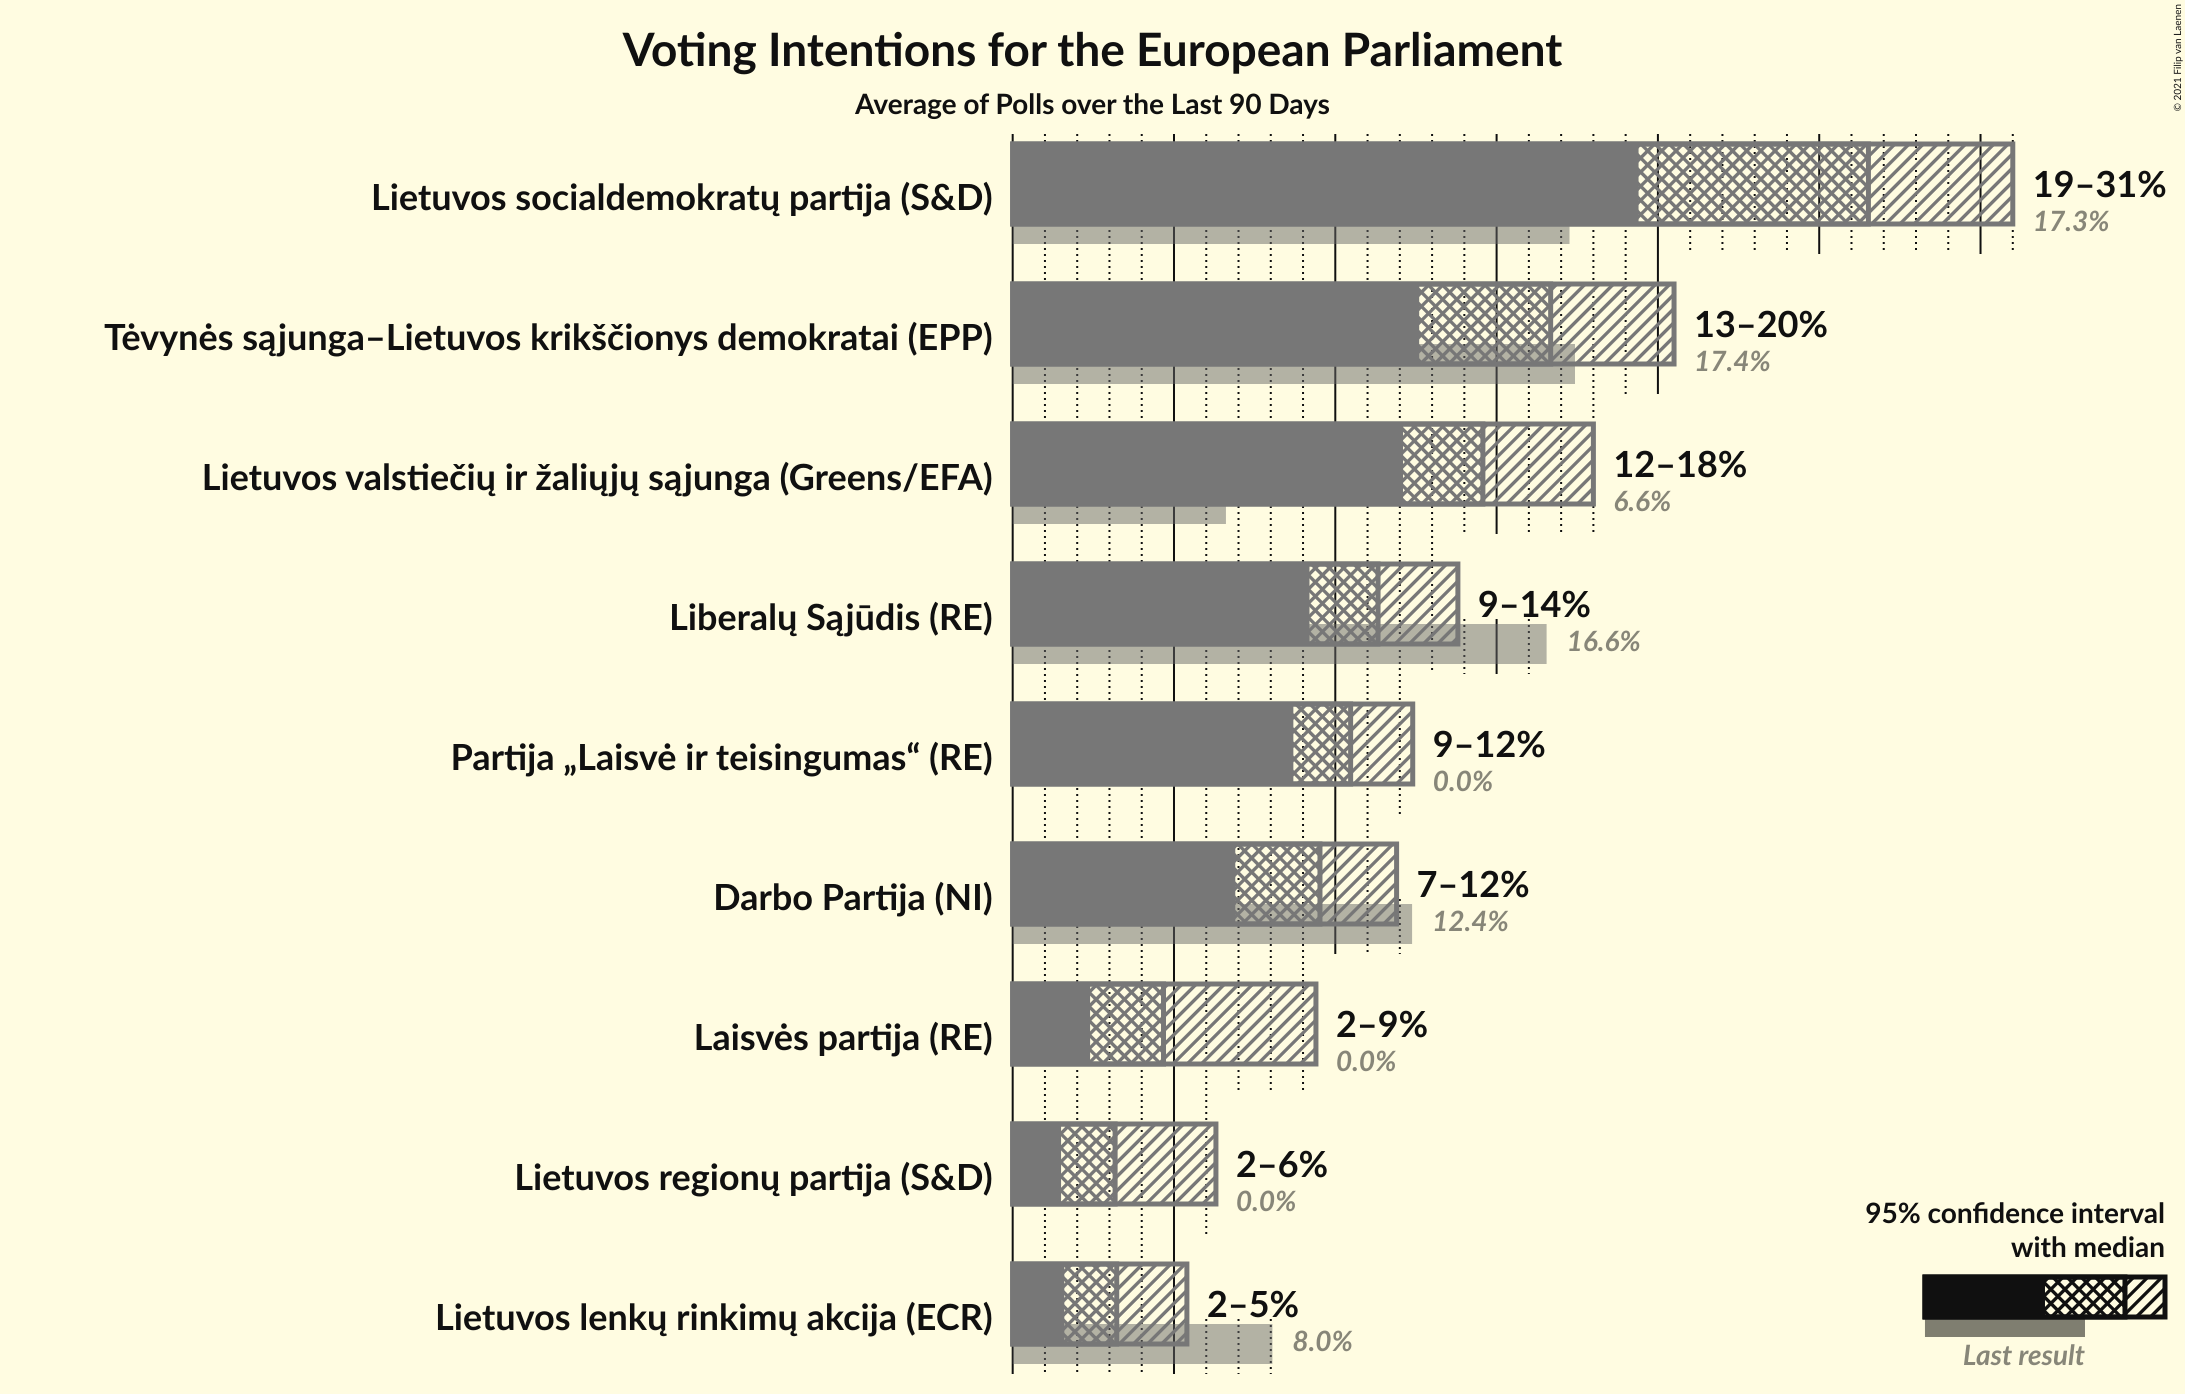 Voting Intentions for the European Parliament
Average of Polls over the Last 90 Days
© 2021 Filip van Laenen
Lietuvos socialdemokratų partija (S&D)
19–31%
17.3%
Tėvynės sąjunga–Lietuvos krikščionys demokratai (EPP)
13–20%
17.4%
Lietuvos valstiečių ir žaliųjų sąjunga (Greens/EFA)
12–18%
6.6%
Liberalų Sąjūdis (RE)
9–14%
16.6%
Partija „Laisvė ir teisingumas“ (RE)
9–12%
0.0%
Darbo Partija (NI)
7–12%
12.4%
Laisvės partija (RE)
2–9%
0.0%
Lietuvos regionų partija (S&D)
2–6%
0.0%
Lietuvos lenkų rinkimų akcija (ECR)
2–5%
8.0%
95% confidence interval
with median
Last result